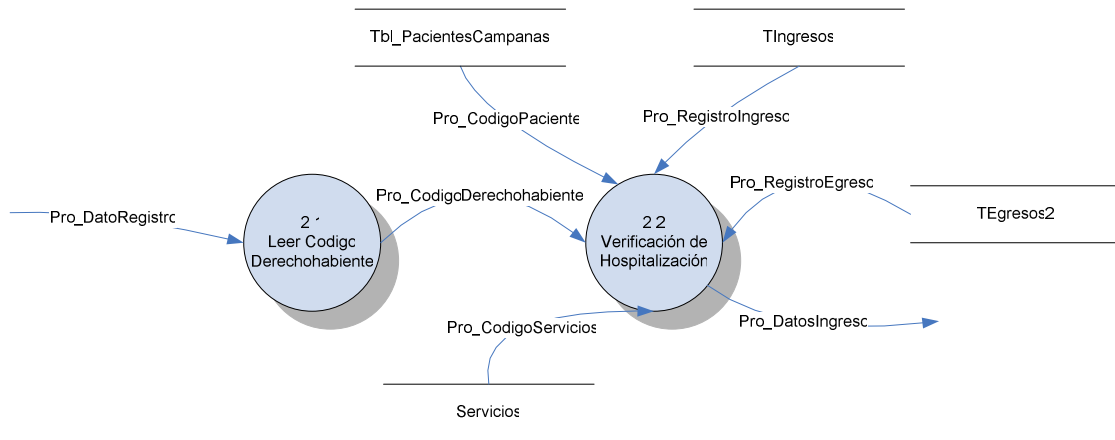 Tbl_PacientesCampanas
TIngresos
Pro_CodigoPaciente
Pro_RegistroIngreso
Pro_CodigoDerechohabiente
Pro_RegistroEgreso
TEgresos2
Pro_DatoRegistro
2.1
Leer Codigo
Derechohabiente
2.2
Verificación de
Hospitalización
Pro_CodigoServicios
Pro_DatosIngreso
Servicios